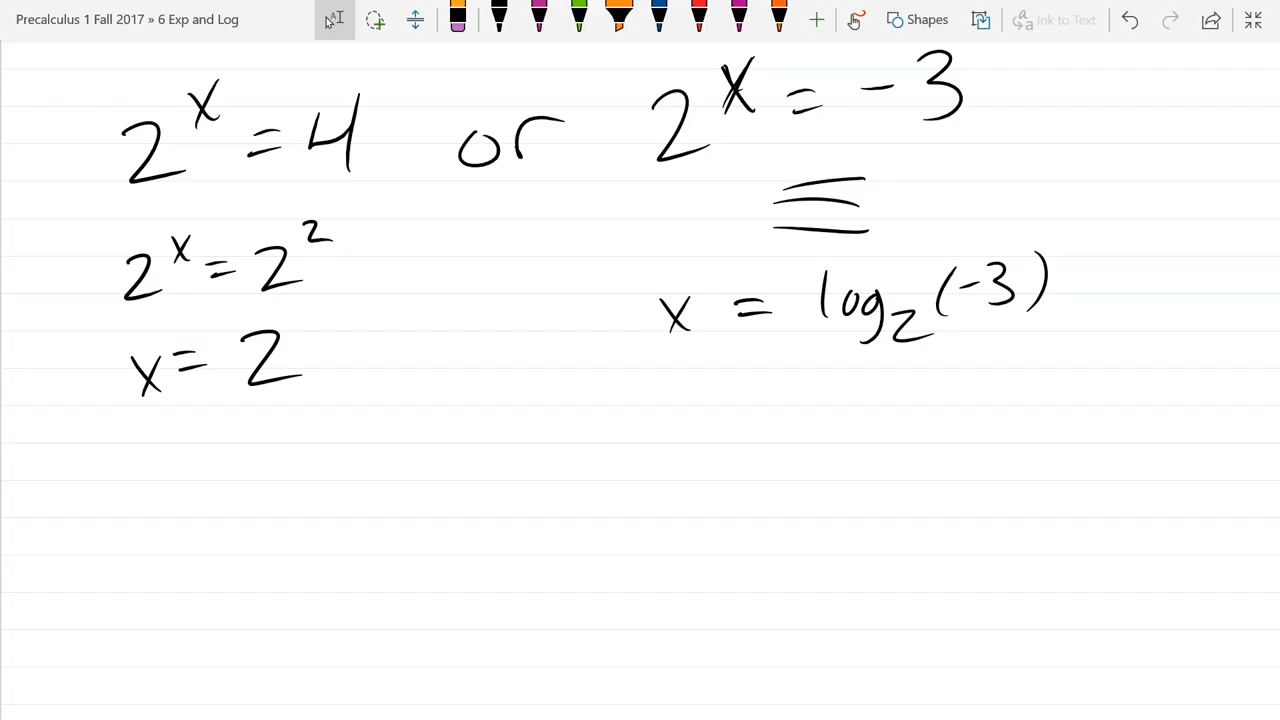 Precalculus 1 Fall 2017 » 6 Exp and Log
Shapes
Ink to Text
2^x = 4 or 2^x = -3
2^x = 2^2
x = log_2(-3)
x = 2